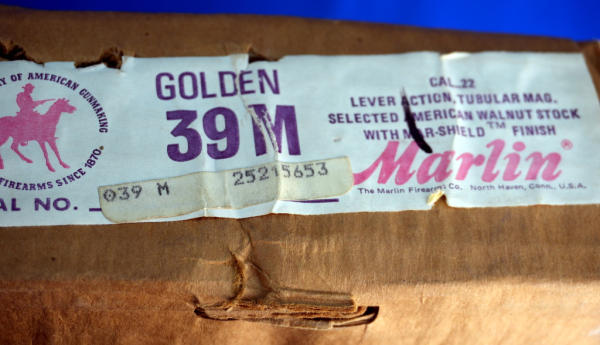 Y OF AMERICAN GUNMAKING
FIREARMS SINCE 1870.
GOLDEN
39 M
AL NO.
039 M 25215653
CAL .22
LEVER ACTION, TUBULAR MAG.
SELECTED AMERICAN WALNUT STOCK
WITH MAR-SHIELD™ FINISH
Marlin®
The Marlin Firearms Co. North Haven, Conn., U.S.A.